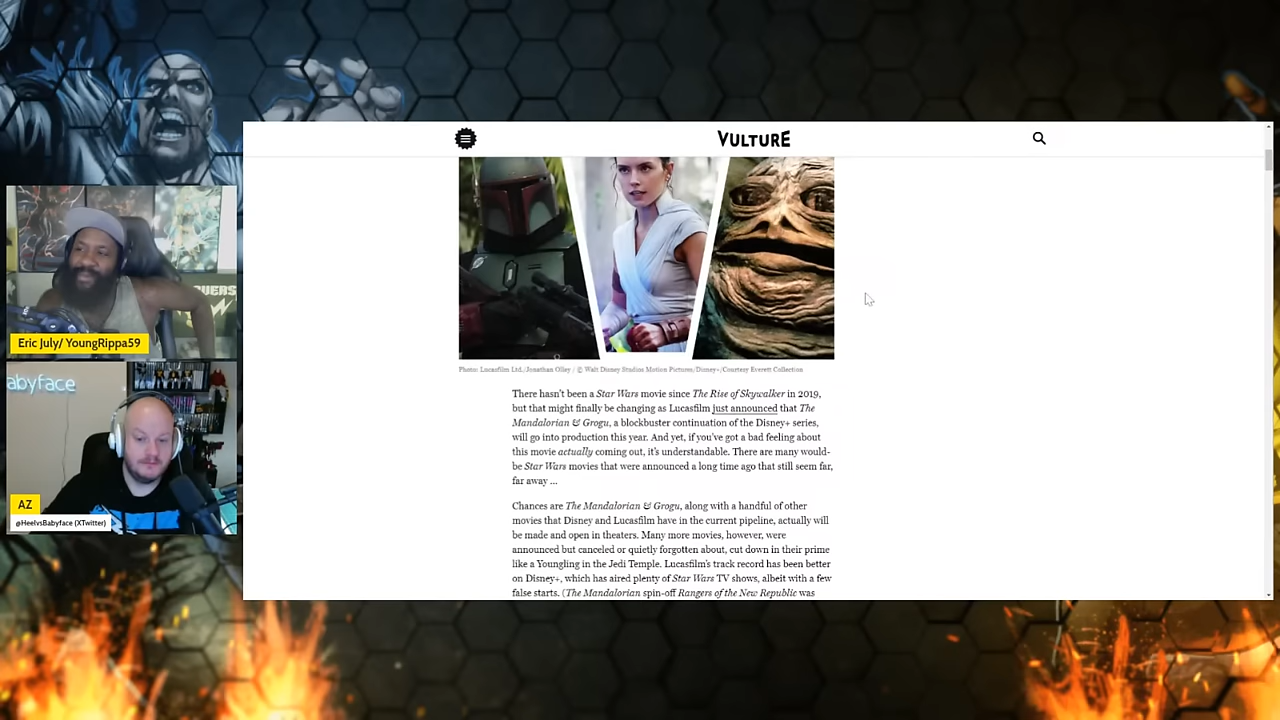 VULTURE
Photo: Lucasfilm Ltd./Jonathan Olley / © Walt Disney Studios Motion Pictures/Disney+/Courtesy Everett Collection
There hasn't been a Star Wars movie since The Rise of Skywalker in 2019,
but that might finally be changing as Lucasfilm just announced that The
Mandalorian & Grogu, a blockbuster continuation of the Disney+ series,
will go into production this year. And yet, if you've got a bad feeling about
this movie actually coming out, it's understandable. There are many would-
be Star Wars movies that were announced a long time ago that still seem far,
far away ...
Chances are The Mandalorian & Grogu, along with a handful of other
movies that Disney and Lucasfilm have in the current pipeline, actually will
be made and open in theaters. Many more movies, however, were
announced but canceled or quietly forgotten about, cut down in their prime
like a Youngling in the Jedi Temple. Lucasfilm's track record has been better
on Disney+, which has aired plenty of Star Wars TV shows, albeit with a few
false starts. (The Mandalorian spin-off Rangers of the New Republic was
Eric July/ YoungRippa59
abyface
AZ
@HeelvsBabyface (XTwitter)